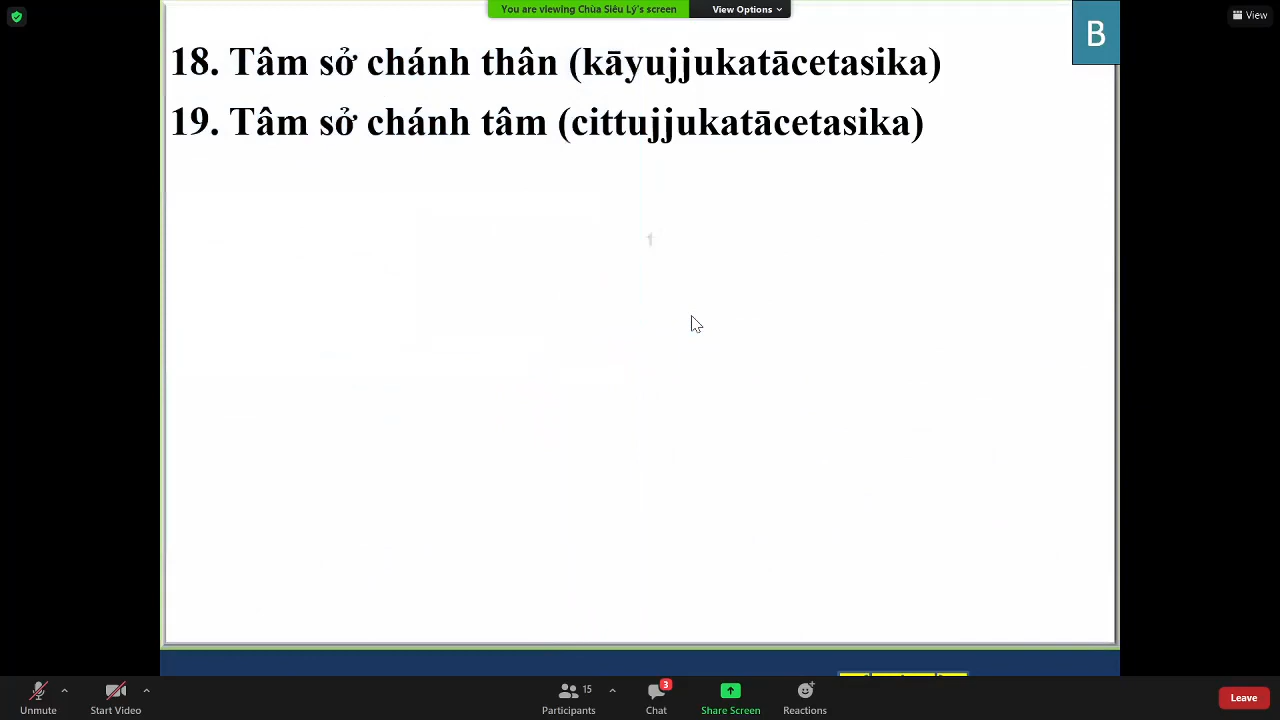 You are viewing Chùa Siêu Lý's screen
View Options
View
B
18. Tâm sở chánh thân (kāyujjukatācetasika)
19. Tâm sở chánh tâm (cittujjukatācetasika)
Unmute
Start Video
15
Participants
3
Chat
Share Screen
Reactions
Leave